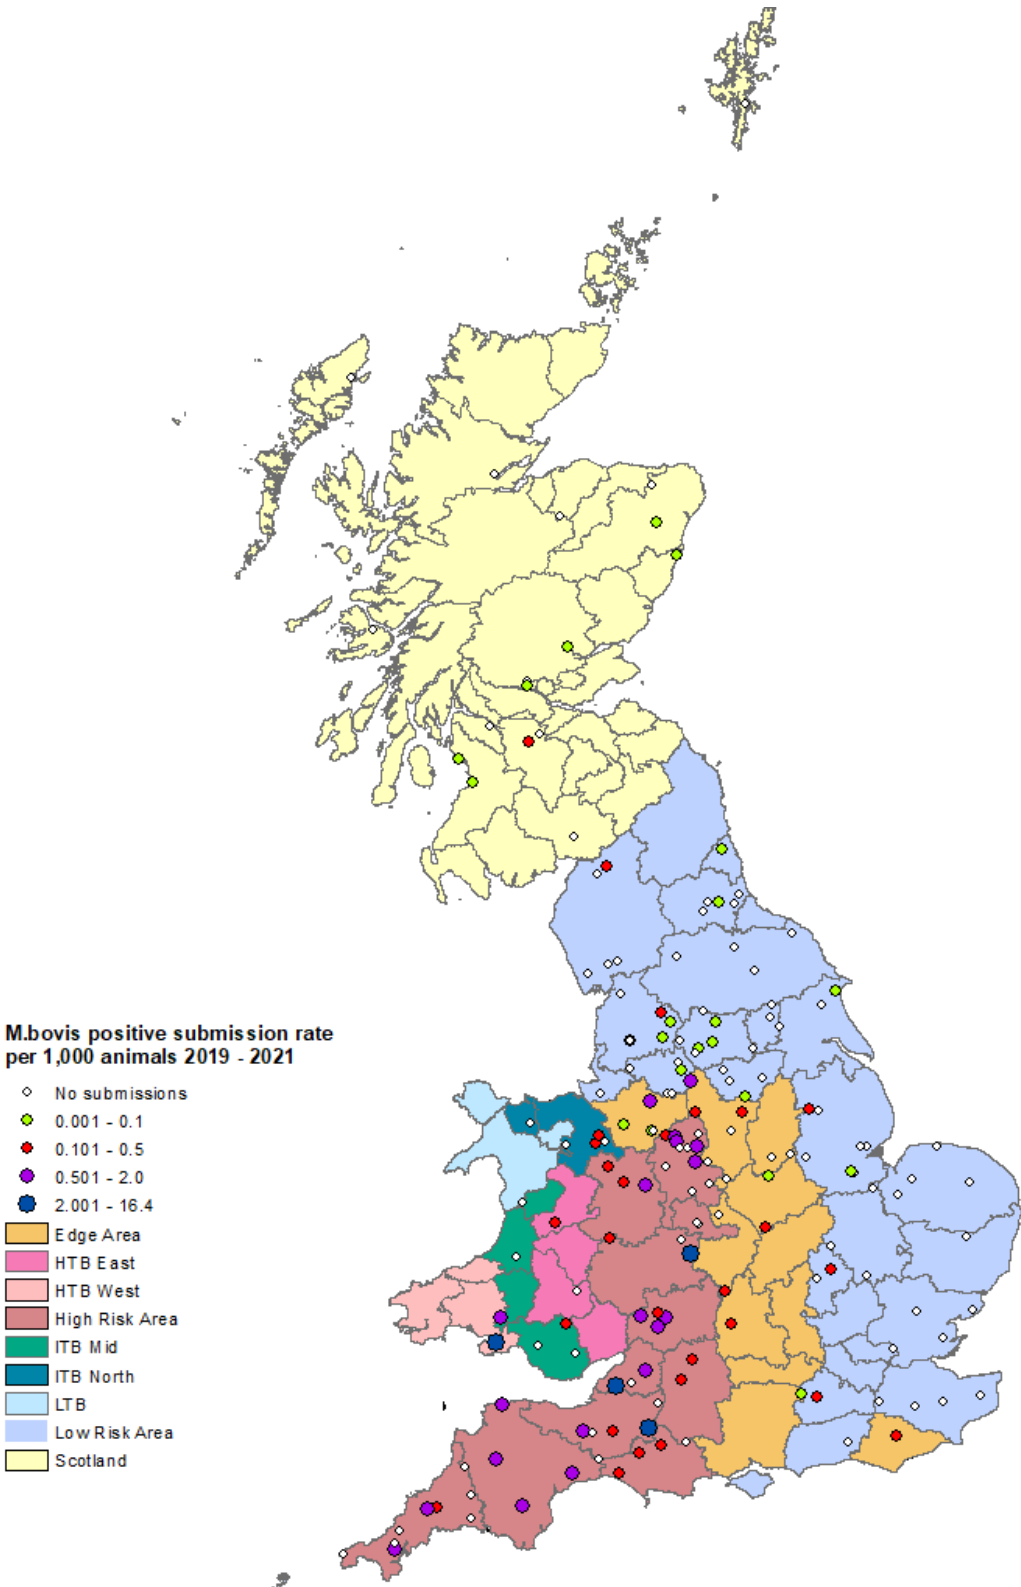 M.bovis positive submission rate
per 1,000 animals 2019 - 2021
No submissions
0.001 - 0.1
0.101 - 0.5
0.501 - 2.0
2.001 - 16.4
Edge Area
HTB East
HTB West
High Risk Area
ITB Mid
ITB North
LTB
Low Risk Area
Scotland